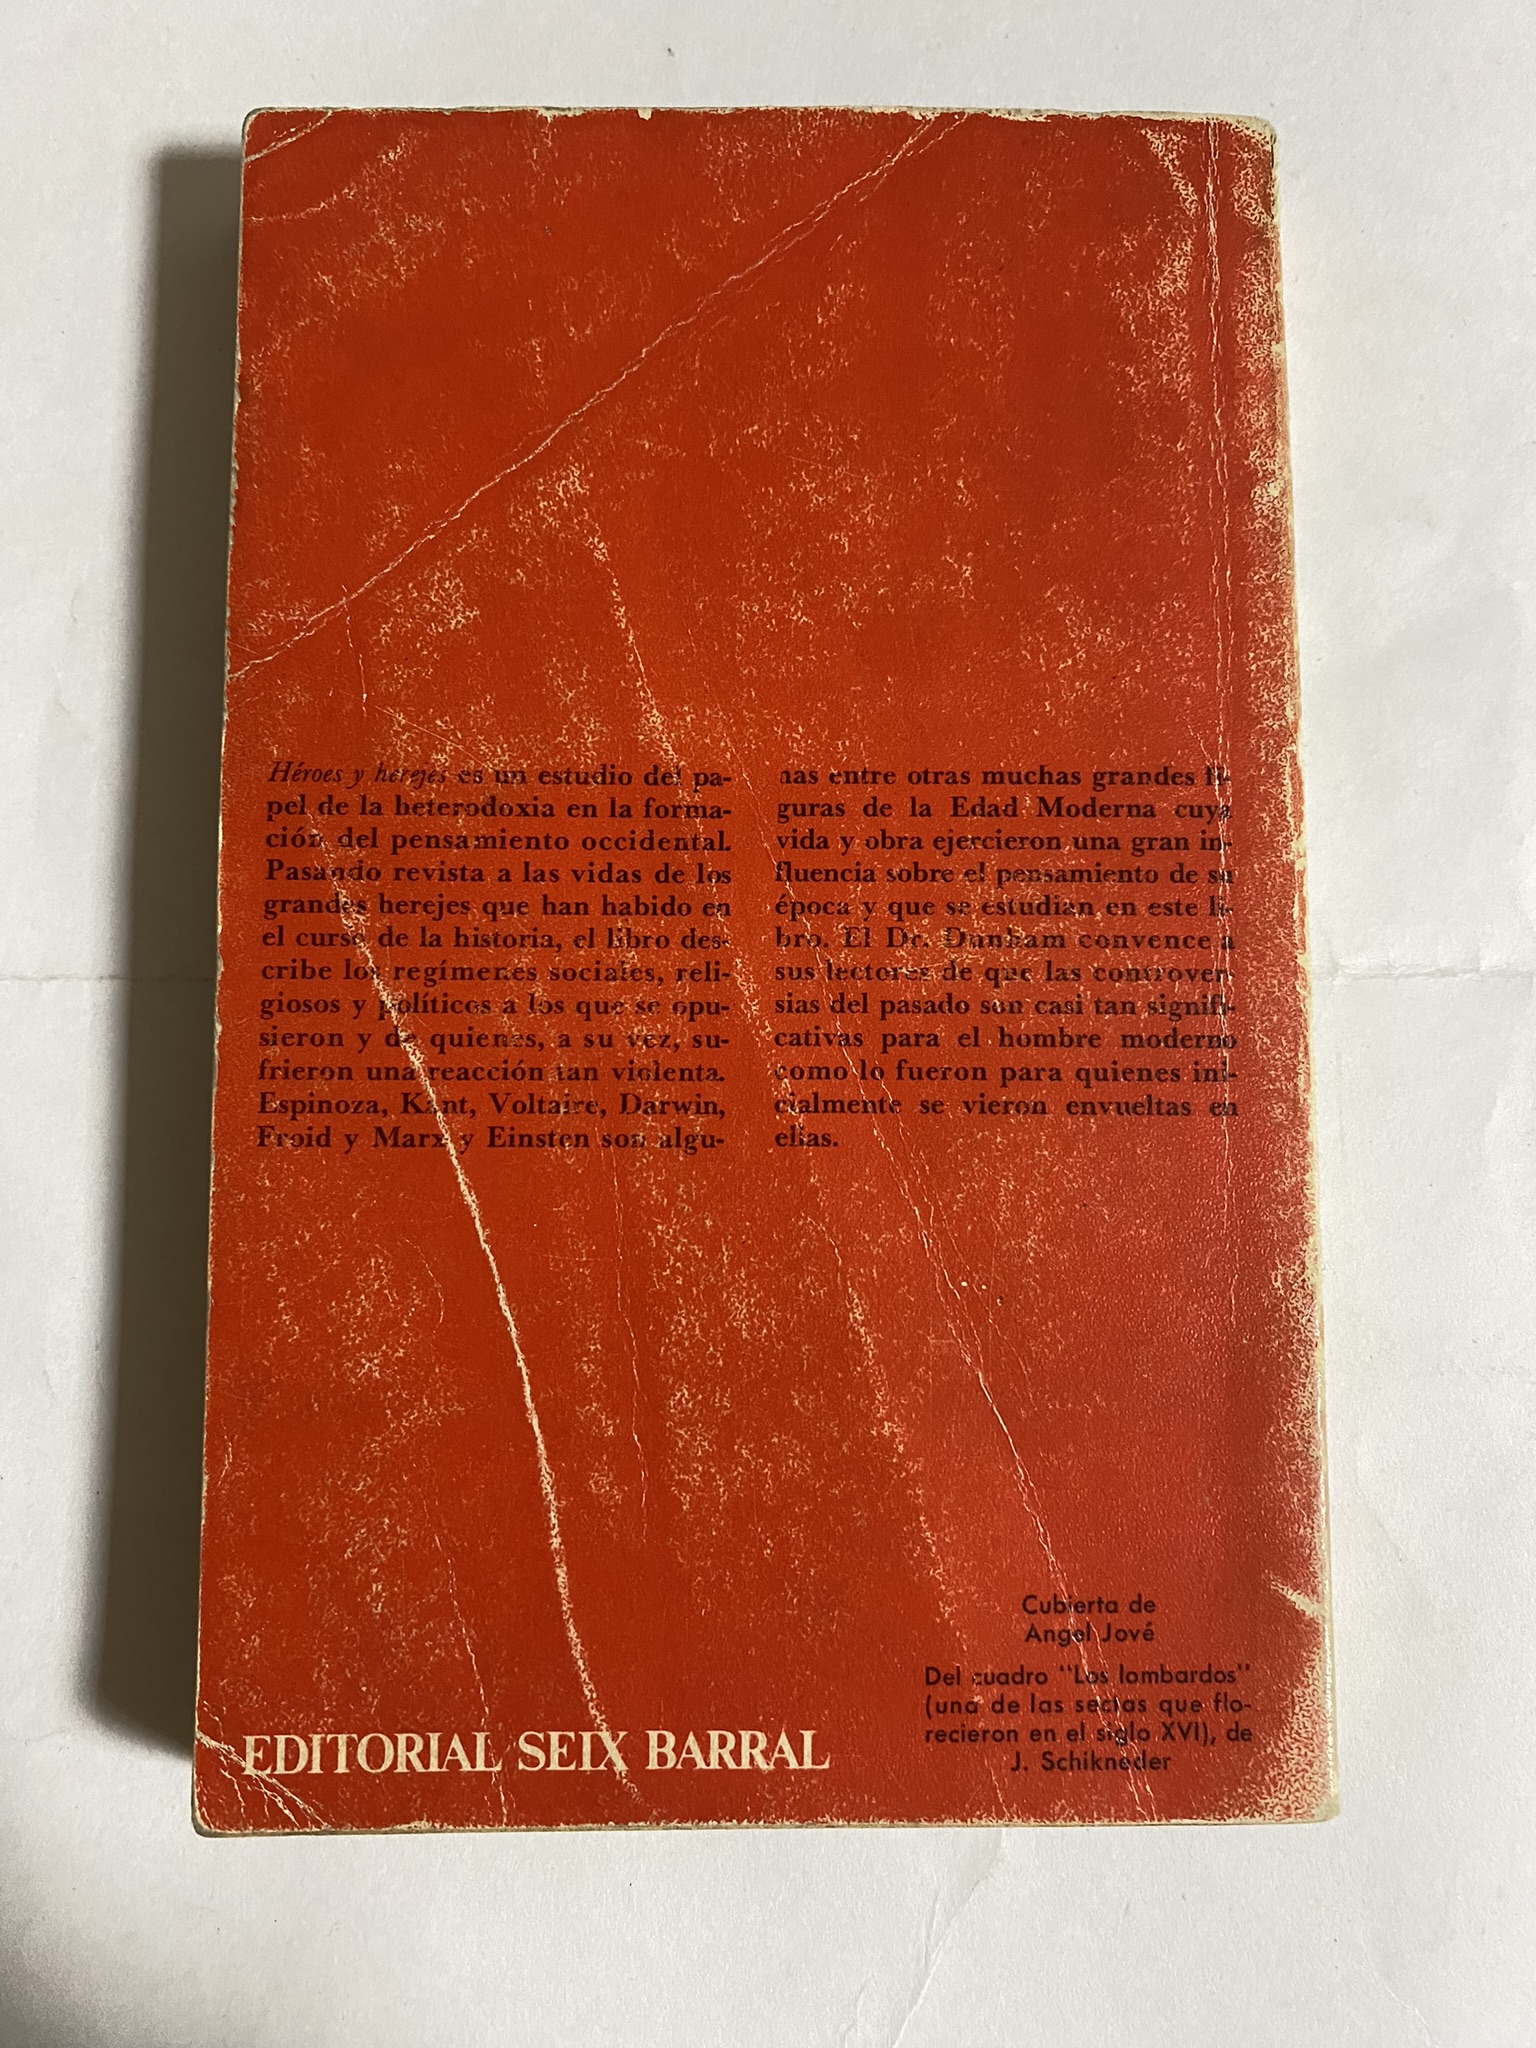 Héroes y herejes es un estudio del pa-
pel de la heterodoxia en la forma-
ción del pensamiento occidental.
Pasando revista a las vidas de los
grandes herejes que han habido en
el curso de la historia, el libro des-
cribe los regímenes sociales, reli-
giosos y políticos a los que se opu-
sieron y de quienes, a su vez, su-
frieron una reacción tan violenta.
Espinoza, Kant, Voltaire, Darwin,
Froid y Marx y Einsten son algu-
nas entre otras muchas grandes fi-
guras de la Edad Moderna cuya
vida y obra ejercieron una gran in-
fluencia sobre el pensamiento de su
época y que se estudian en este li-
bro. El Dr. Dunham convence a
sus lectores de que las controver-
sias del pasado son casi tan signifi-
cativas para el hombre moderno
como lo fueron para quienes ini-
cialmente se vieron envueltas en
ellas.
Cubierta de
Angel Jové
Del cuadro "Los lombardos"
(una de las sectas que flo-
recieron en el siglo XVI), de
J. Schikneder
EDITORIAL SEIX BARRAL